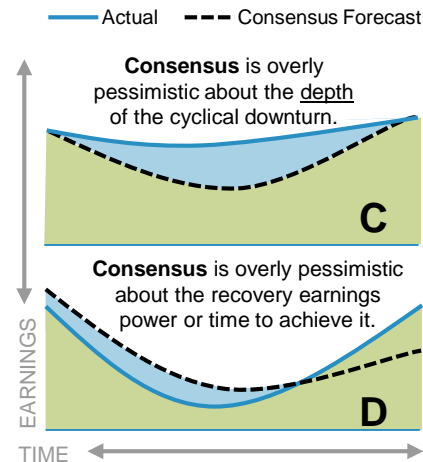 Actual Consensus Forecast
Consensus is overly
pessimistic about the depth
of the cyclical downturn.
C
Consensus is overly pessimistic
about the recovery earnings
power or time to achieve it.
D
EARNINGS
TIME